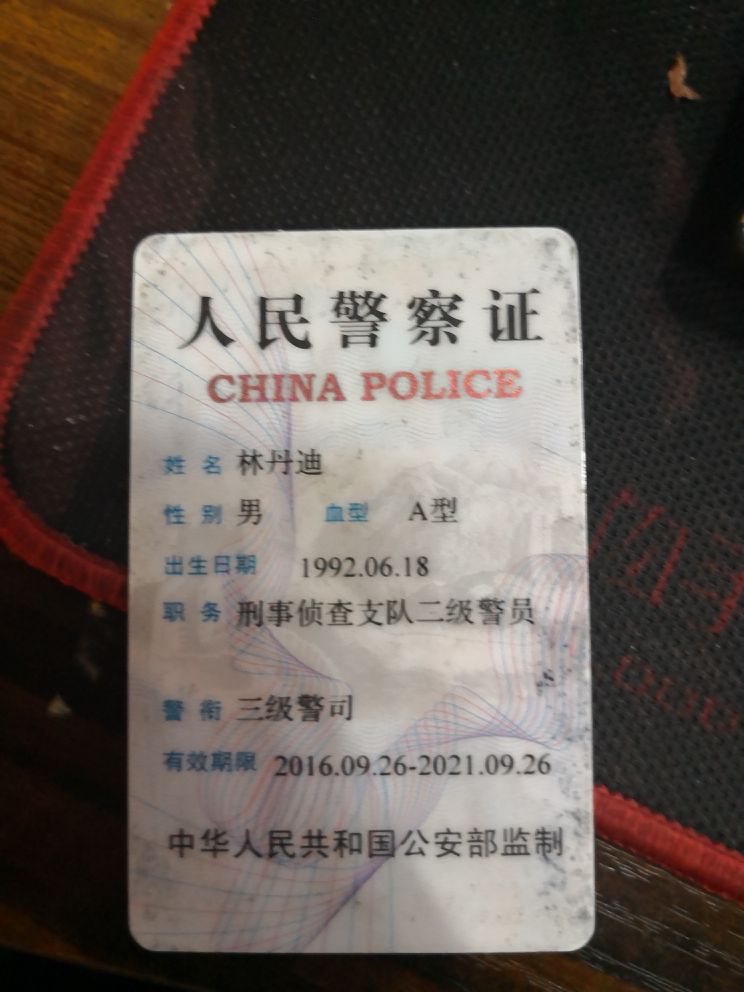 人民警察证
CHINA POLICE
姓名 林丹迪
性别 男 血型 A型
出生日期 1992.06.18
职务 刑事侦查支队二级警员
警衔 三级警司
有效期限 2016.09.26-2021.09.26
中华人民共和国公安部监制